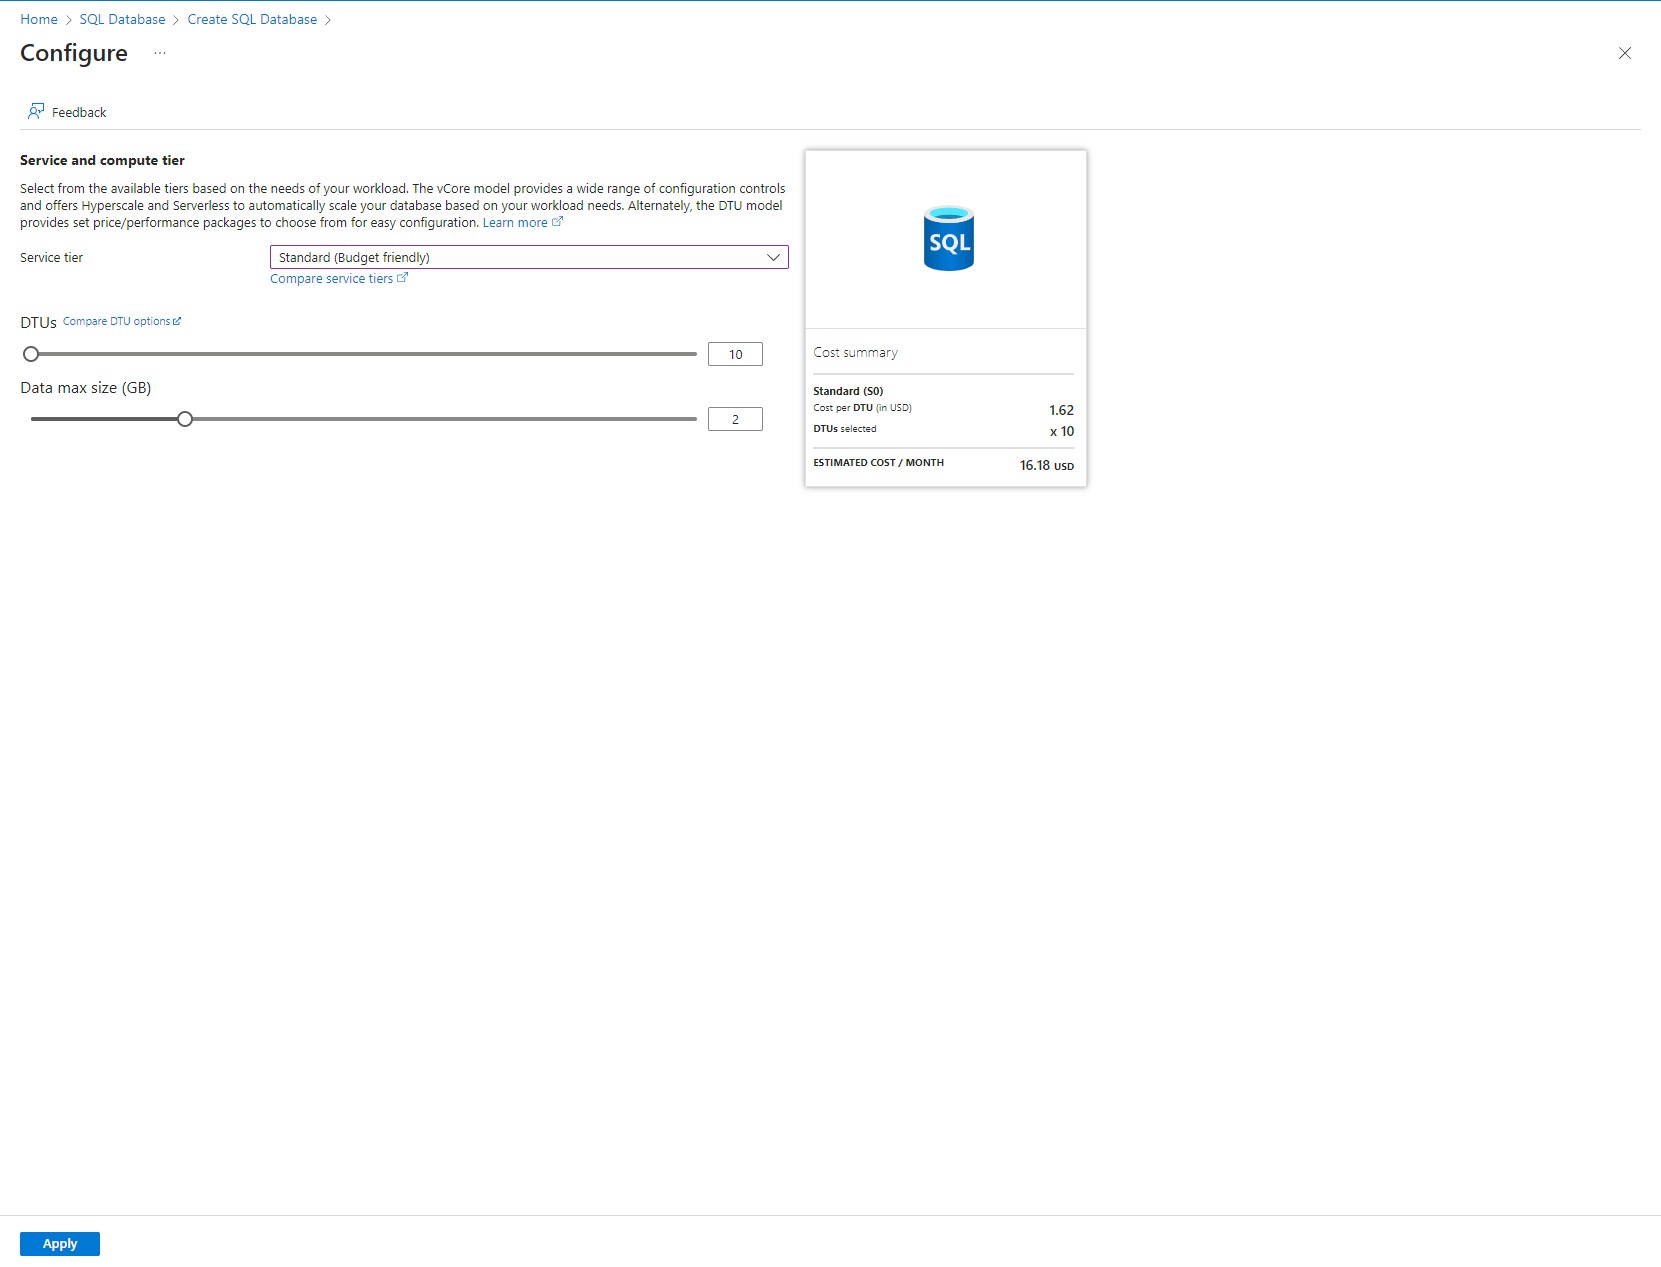 Home > SQL Database > Create SQL Database >
Configure ...
Feedback
Service and compute tier
Select from the available tiers based on the needs of your workload. The vCore model provides a wide range of configuration controls
and offers Hyperscale and Serverless to automatically scale your database based on your workload needs. Alternately, the DTU model
provides set price/performance packages to choose from for easy configuration. Learn more
Service tier
Standard (Budget friendly)
Compare service tiers
DTUs Compare DTU options
10
Data max size (GB)
2
SQL
Cost summary
Standard (S0)
Cost per DTU (in USD) 1.62
DTUs selected x 10
ESTIMATED COST / MONTH 16.18 USD
Apply